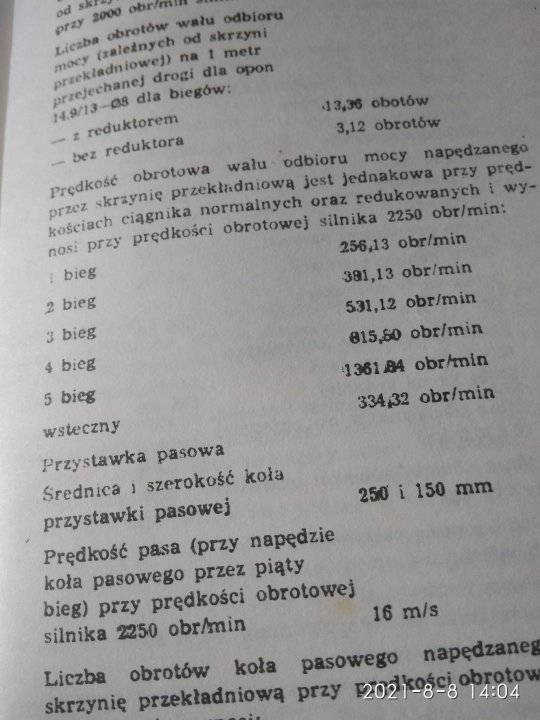 od skrzy
przy 2000 obr/min
Liczba obrotów wału odbioru
mocy (zależnych od skrzyni
przekładniowej) na 1 metr
przejechanej drogi dla opon
14.9/13—28 dla biegów:
— z reduktorem 13,36 obotów
— bez reduktora 3,12 obrotów
Prędkość obrotowa wału odbioru mocy napędzanego
przez skrzynię przekładniową jest jednakowa przy pręd-
kościach ciągnika normalnych oraz redukowanych i wy-
nosi przy prędkości obrotowej silnika 2250 obr/min:
1 bieg 256,13 obr/min
2 bieg 381,13 obr/min
3 bieg 531,12 obr/min
4 bieg 815,80 obr/min
5 bieg 1361,84 obr/min
wsteczny 334,32 obr/min
Przystawka pasowa
Średnica i szerokość koła
przystawki pasowej 250 i 150 mm
Prędkość pasa (przy napędzie
koła pasowego przez piąty
bieg) przy prędkości obrotowej
silnika 2250 obr/min 16 m/s
Liczba obrotów koła pasowego napędzaneg
skrzynię przekładniową przy prędkości obrotow
2021-8-8 14:04